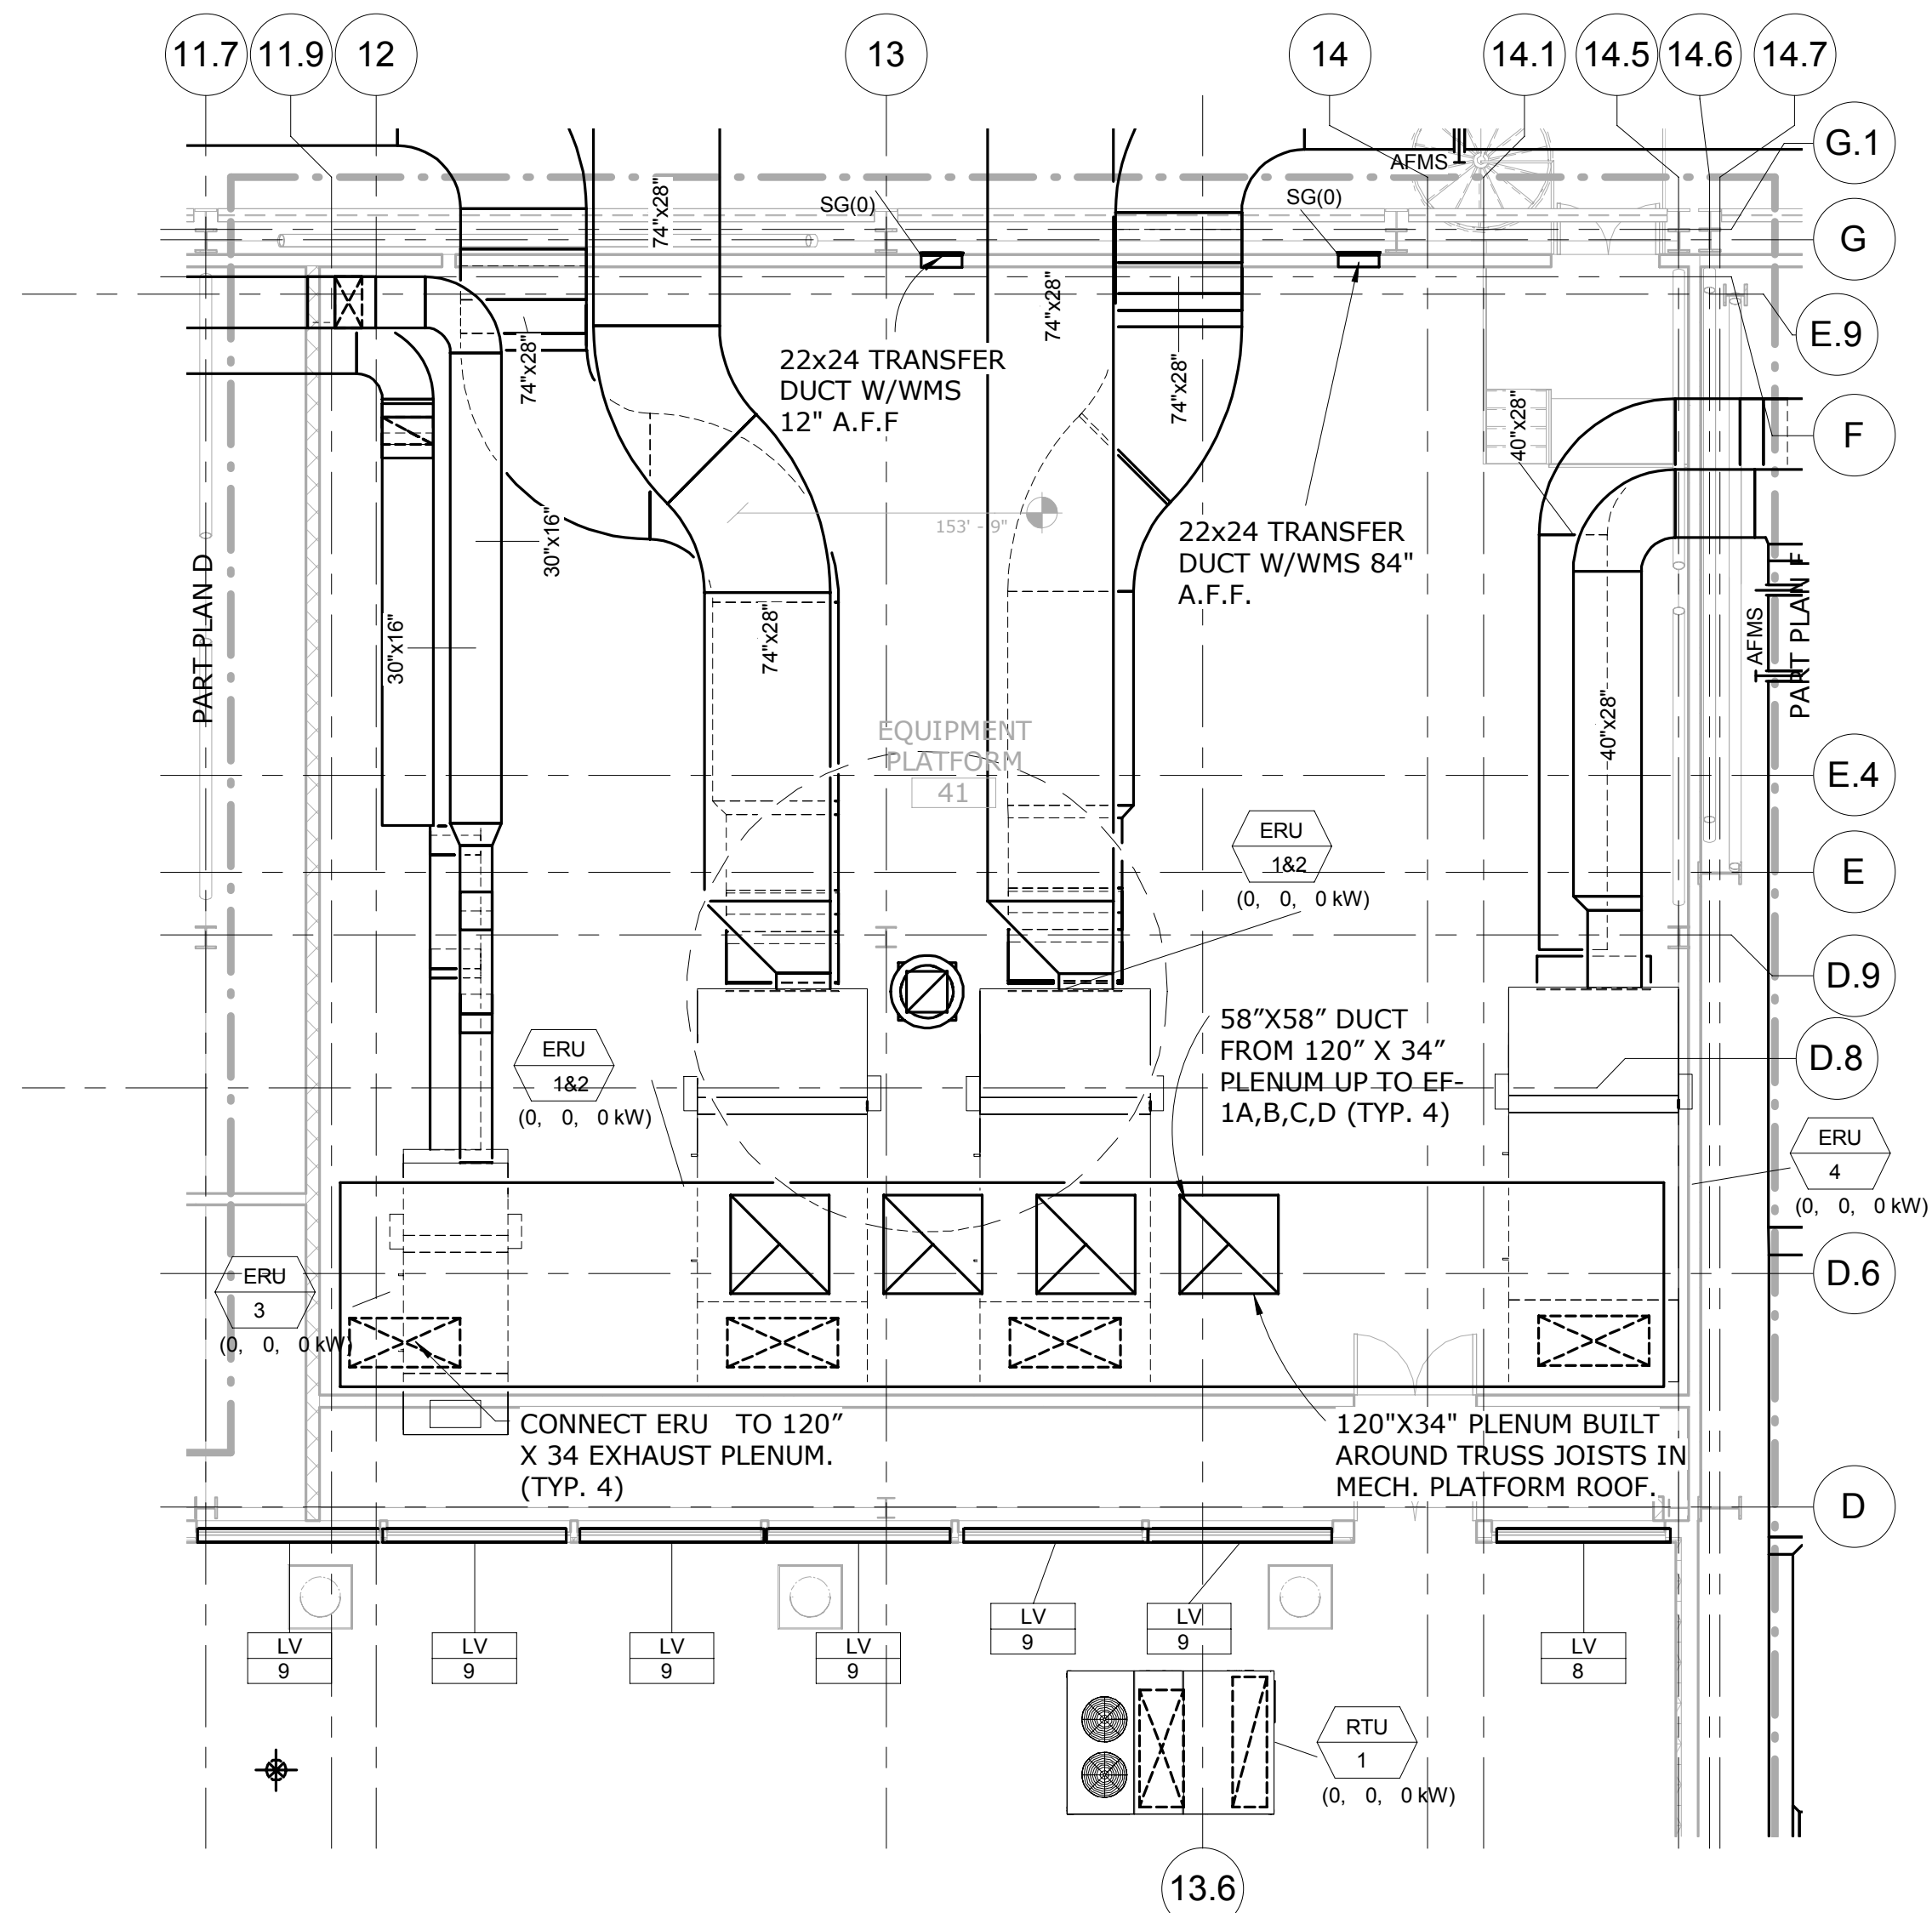 11.7
11.9
12
13
14
14.1
14.5
14.6
14.7
G.1
G
E.9
F
E.4
E
D.9
D.8
D.6
D
13.6
AFMS
SG(0)
SG(0)
74"x28"
74"x28"
74"x28"
74"x28"
74"x28"
22x24 TRANSFER
DUCT W/WMS
12" A.F.F
40"x28"
30"x16"
153' - 9"
22x24 TRANSFER
DUCT W/WMS 84"
A.F.F.
PART PLAN D
30"x16"
AFMS
PART PLAN F
40"x28"
EQUIPMENT
PLATFORM
41
ERU
1&2
(0, 0, 0 kW)
58"X58" DUCT
FROM 120" X 34"
PLENUM UP TO EF-
1A,B,C,D (TYP. 4)
ERU
1&2
(0, 0, 0 kW)
ERU
4
(0, 0, 0 kW)
ERU
3
(0, 0, 0 kW)
CONNECT ERU TO 120"
X 34 EXHAUST PLENUM.
(TYP. 4)
120"X34" PLENUM BUILT
AROUND TRUSS JOISTS IN
MECH. PLATFORM ROOF.
LV
9
LV
9
LV
9
LV
9
LV
9
LV
9
LV
8
RTU
1
(0, 0, 0 kW)